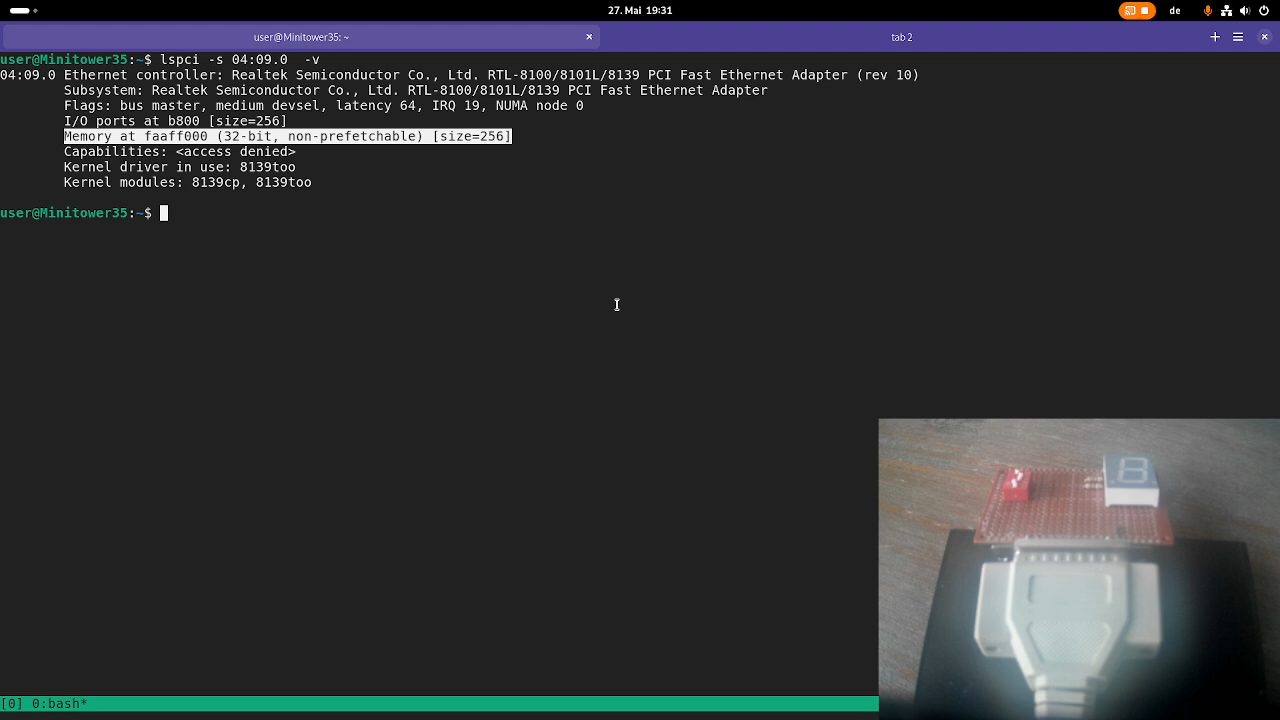 27. Mai 19:31
de
user@Minitower35: ~
tab 2
user@Minitower35:~$ lspci -s 04:09.0  -v
04:09.0 Ethernet controller: Realtek Semiconductor Co., Ltd. RTL-8100/8101L/8139 PCI Fast Ethernet Adapter (rev 10)
Subsystem: Realtek Semiconductor Co., Ltd. RTL-8100/8101L/8139 PCI Fast Ethernet Adapter
Flags: bus master, medium devsel, latency 64, IRQ 19, NUMA node 0
I/O ports at b800 [size=256]
Memory at faaff000 (32-bit, non-prefetchable) [size=256]
Capabilities: <access denied>
Kernel driver in use: 8139too
Kernel modules: 8139cp, 8139too
user@Minitower35:~$
[0] 0:bash*